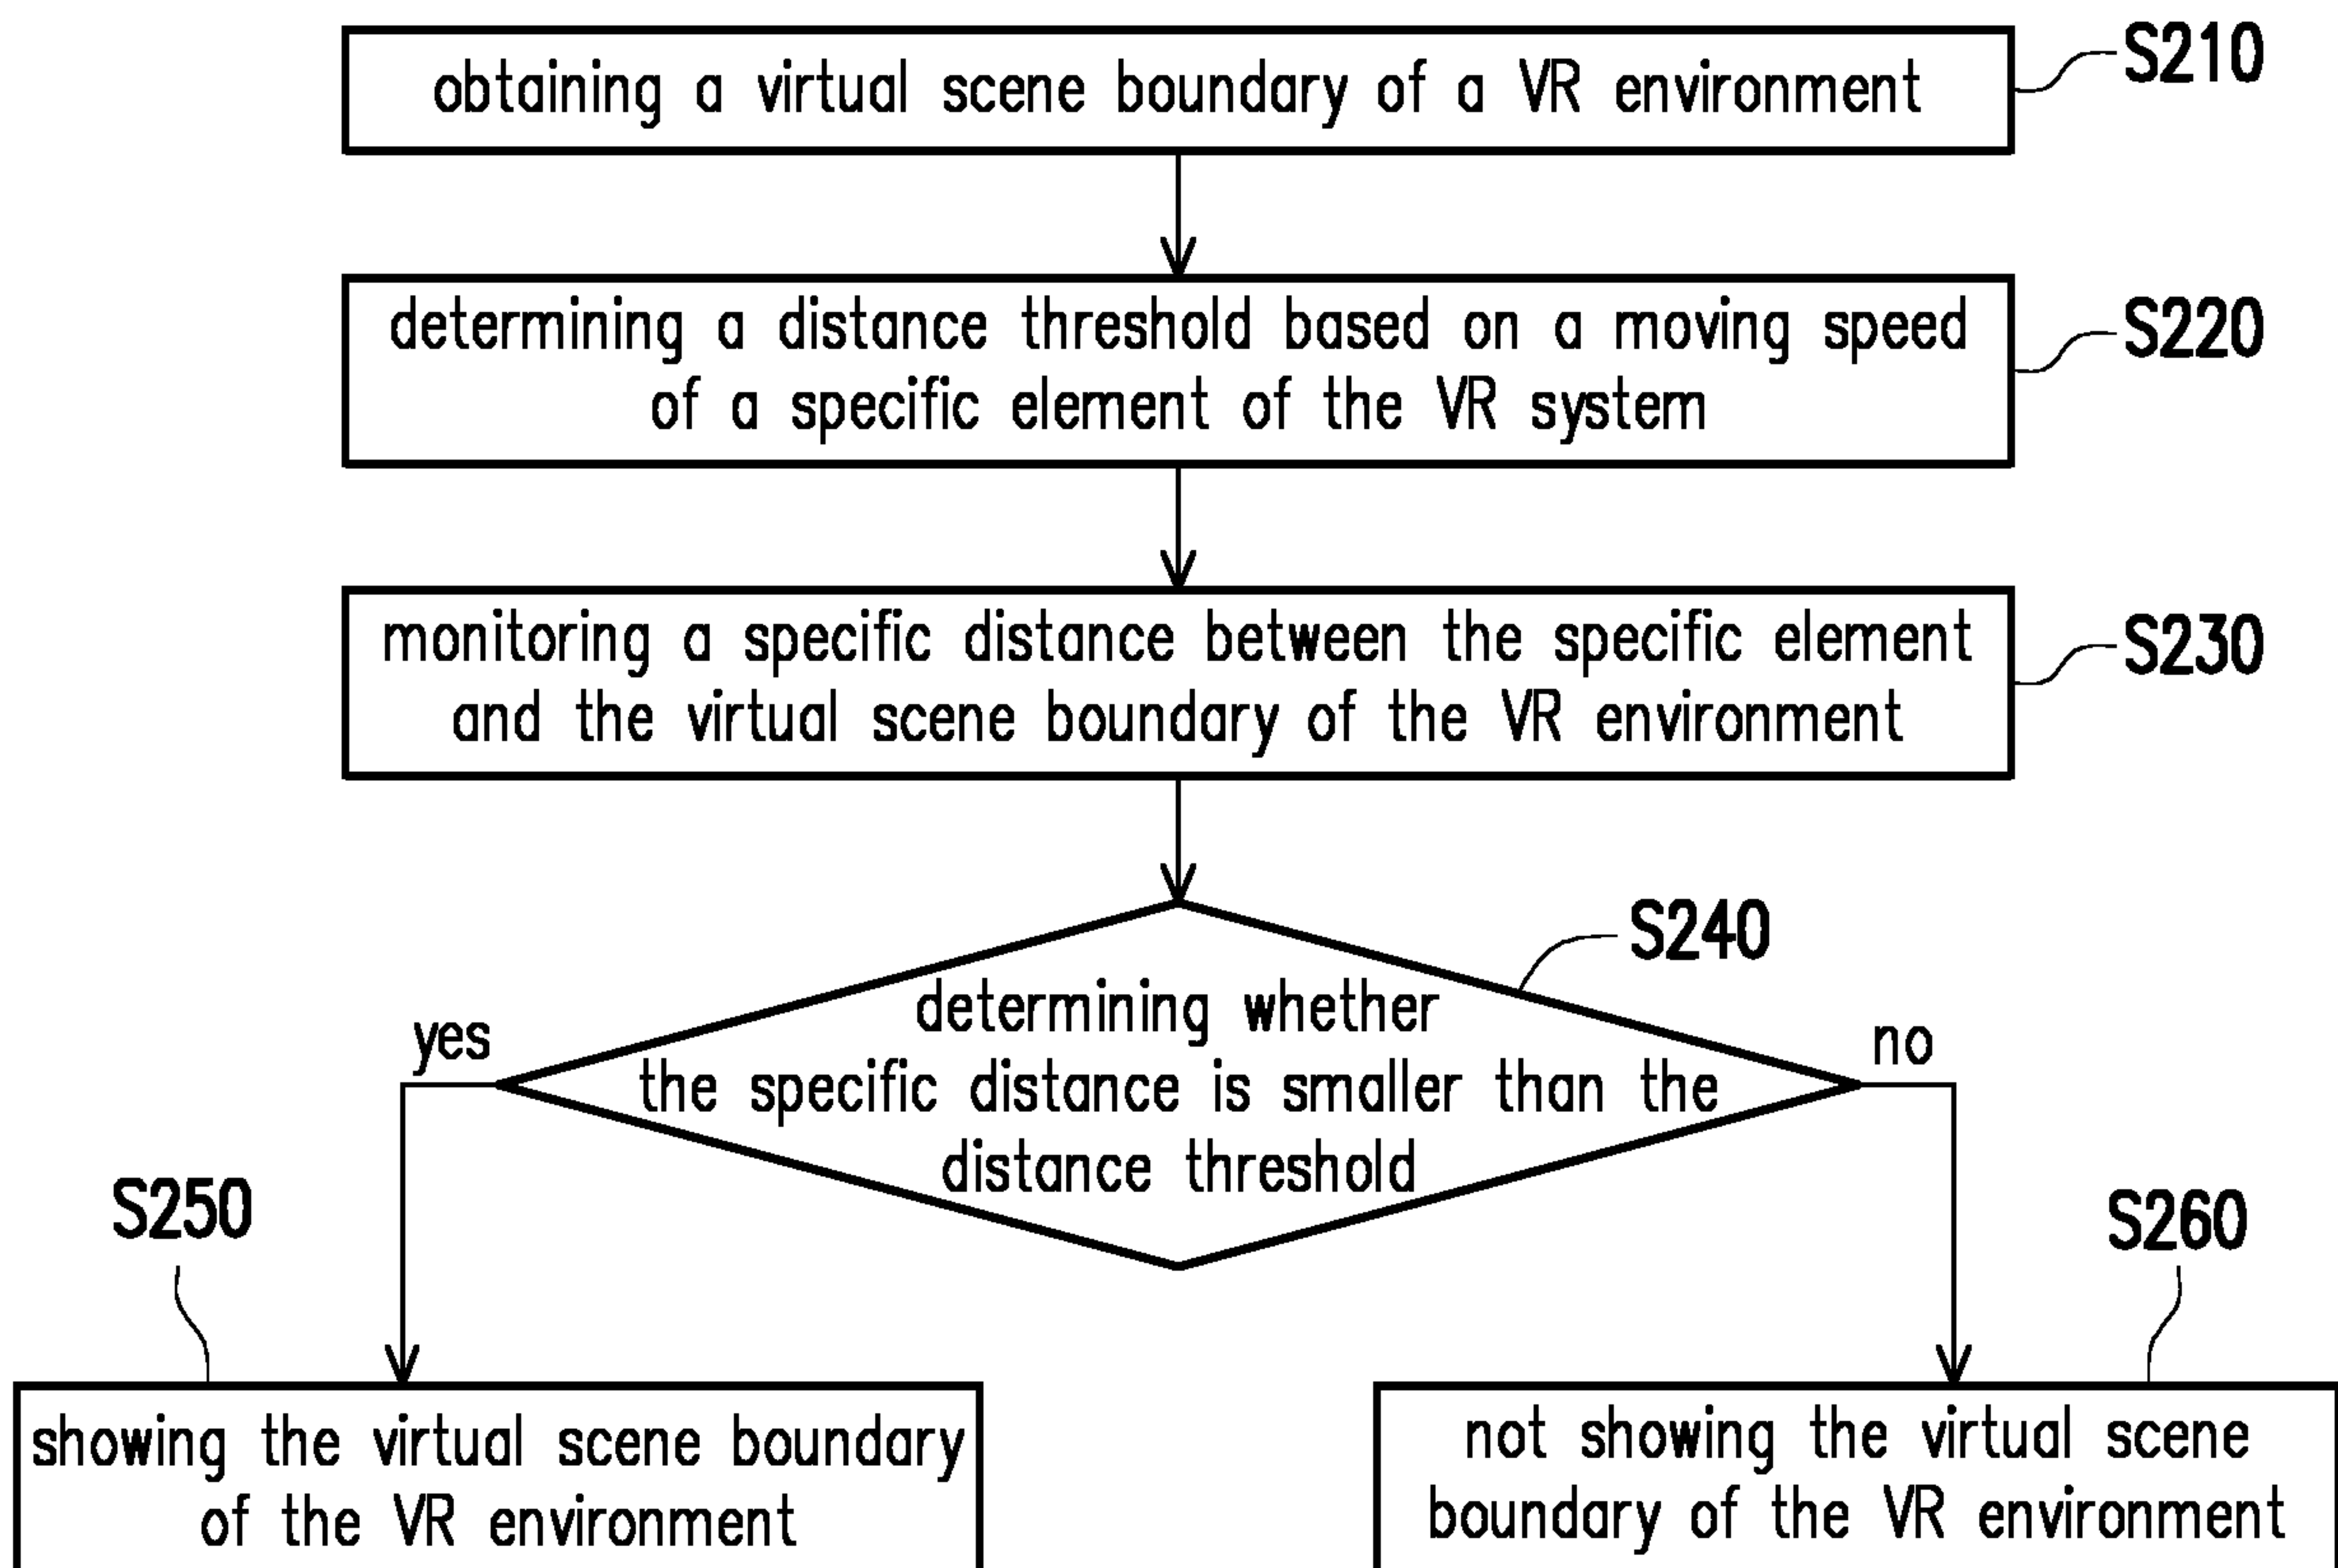 obtaining a virtual scene boundary of a VR environment
S210
determining a distance threshold based on a moving speed
of a specific element of the VR system
S220
monitoring a specific distance between the specific element
and the virtual scene boundary of the VR environment
S230
S240
determining whether
the specific distance is smaller than the
distance threshold
yes
no
S250
showing the virtual scene boundary
of the VR environment
S260
not showing the virtual scene
boundary of the VR environment